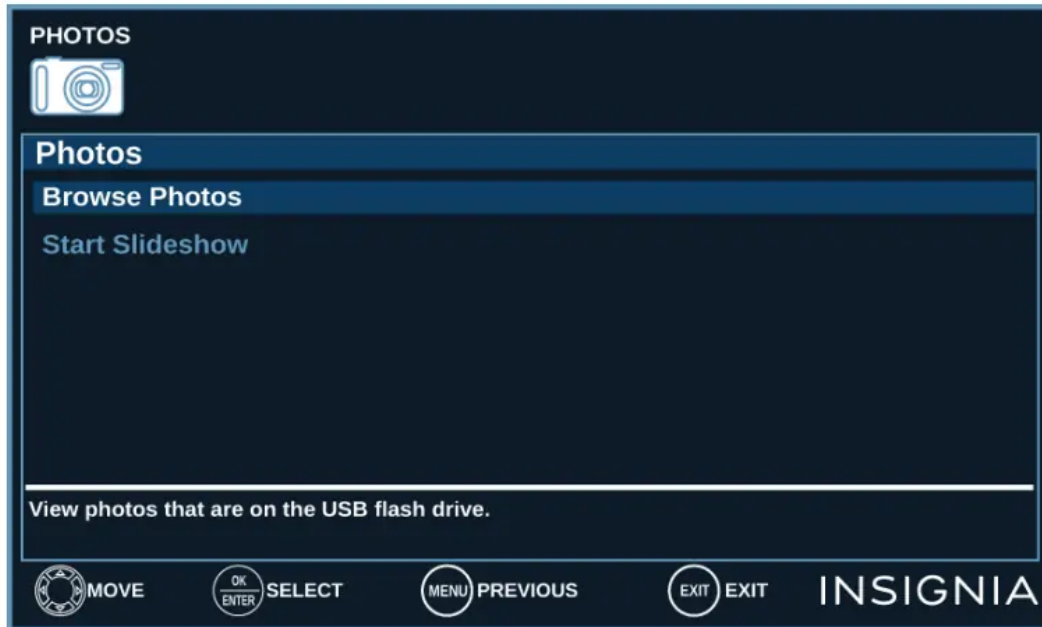 PHOTOS
Photos
Browse Photos
Start Slideshow
View photos that are on the USB flash drive.
MOVE OK ENTER SELECT MENU PREVIOUS EXIT EXIT INSIGNIA